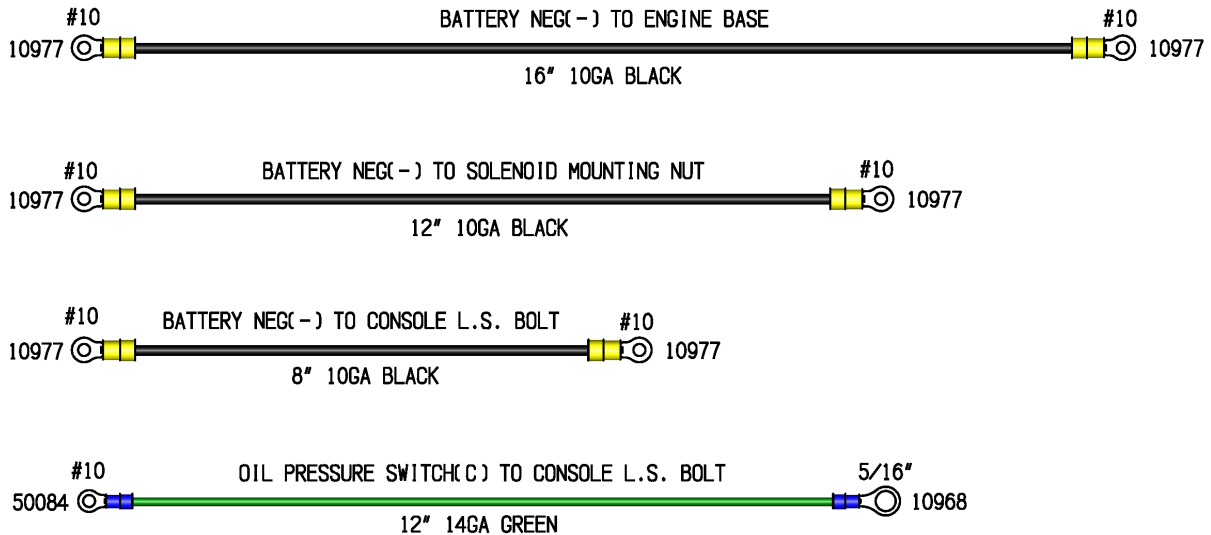 #10 BATTERY NEG(-) TO ENGINE BASE #10
10977 10977
16" 10GA BLACK
#10 BATTERY NEG(-) TO SOLENOID MOUNTING NUT #10
10977 10977
12" 10GA BLACK
#10 BATTERY NEG(-) TO CONSOLE L.S. BOLT #10
10977 10977
8" 10GA BLACK
#10 OIL PRESSURE SWITCH(C) TO CONSOLE L.S. BOLT 5/16"
50084 10968
12" 14GA GREEN